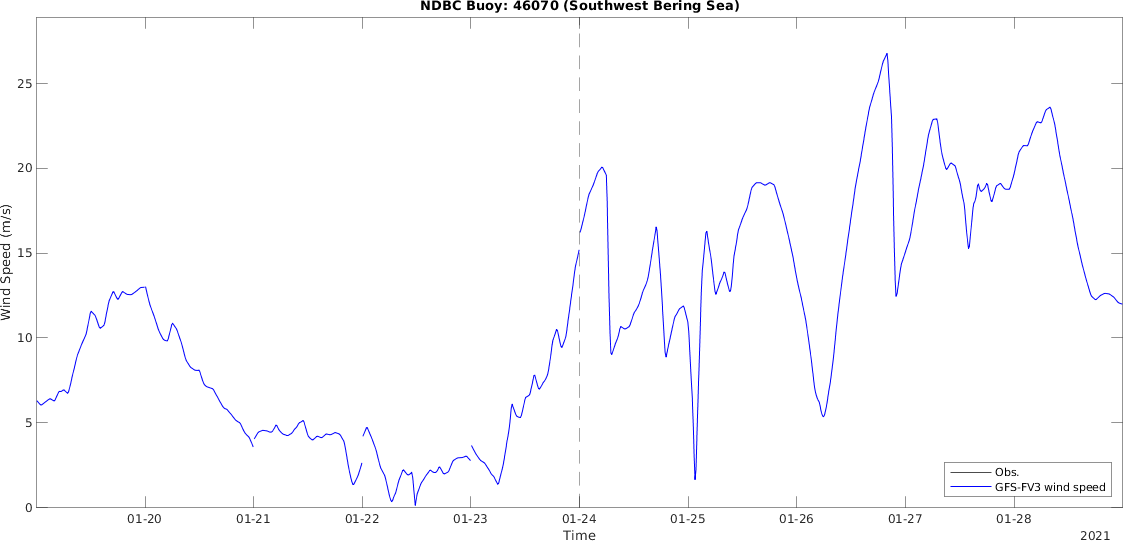 NDBC Buoy: 46070 (Southwest Bering Sea)
Wind Speed (m/s)
25
20
15
10
5
0
01-20 01-21 01-22 01-23 01-24 01-25 01-26 01-27 01-28
Time
2021
Obs.
GFS-FV3 wind speed